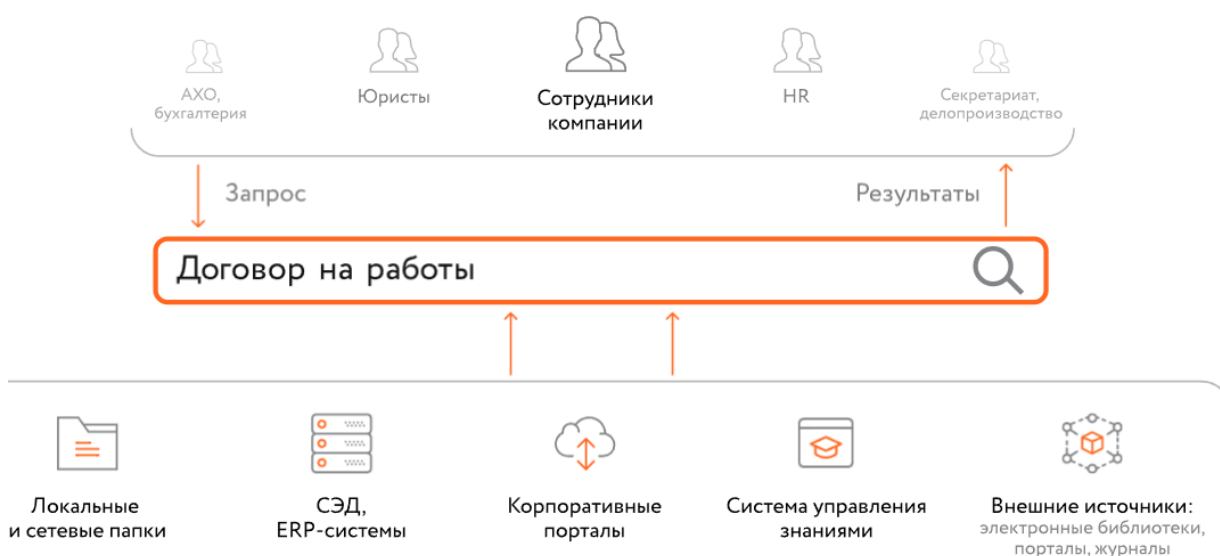 АХО,
бухгалтерия
Юристы
Сотрудники
компании
HR
Секретариат,
делопроизводство
Запрос
Результаты
Договор на работы
Локальные
и сетевые папки
СЭД,
ERP-системы
Корпоративные
порталы
Система управления
знаниями
Внешние источники:
электронные библиотеки,
порталы, журналы